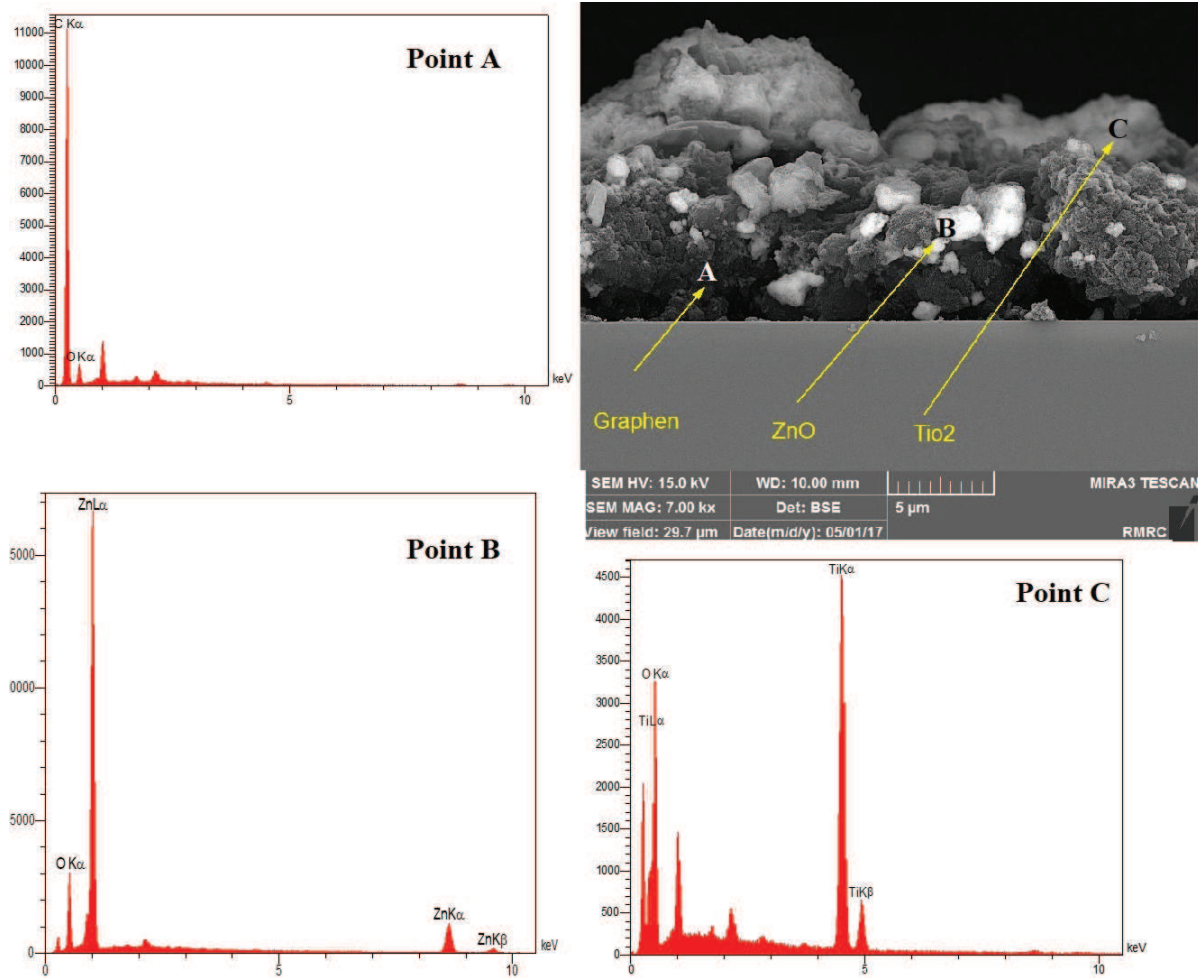 C Kα
Point A
11000
10000
9000
8000
7000
6000
5000
4000
3000
2000
1000
0
O Kα
keV
0
5
10
A
B
C
Graphen
ZnO
Tio2
SEM HV: 15.0 kV
WD: 10.00 mm
MIRA3 TESCAN
SEM MAG: 7.00 kx
Det: BSE
5 µm
View field: 29.7 µm
Date(m/d/y): 05/01/17
RMRC
ZnLα
Point B
5000
0000
5000
0
O Kα
ZnKα
ZnKβ
keV
0
5
10
TiKα
Point C
4500
4000
3500
3000
2500
2000
1500
1000
500
0
O Kα
TiLα
TiKβ
keV
0
5
10